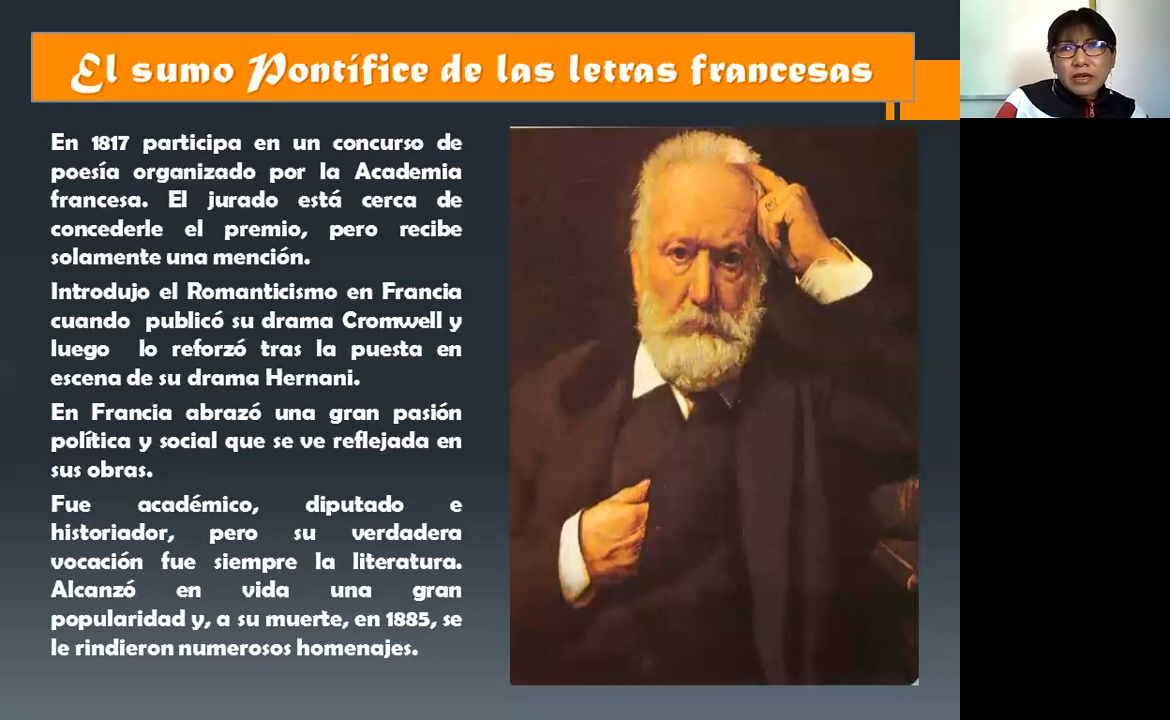 El sumo Pontífice de las letras francesas
En 1817 participa en un concurso de
poesía organizado por la Academia
francesa. El jurado está cerca de
concederle el premio, pero recibe
solamente una mención.
Introdujo el Romanticismo en Francia
cuando publicó su drama Cromwell y
luego lo reforzó tras la puesta en
escena de su drama Hernani.
En Francia abrazó una gran pasión
política y social que se ve reflejada en
sus obras.
Fue académico, diputado e
historiador, pero su verdadera
vocación fue siempre la literatura.
Alcanzó en vida una gran
popularidad y, a su muerte, en 1885, se
le rindieron numerosos homenajes.